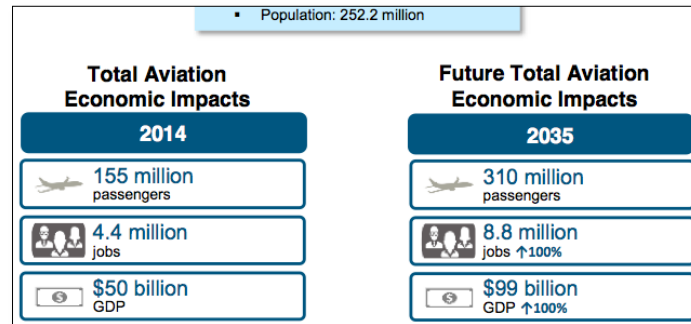 ▪ Population: 252.2 million
Total Aviation
Economic Impacts
2014
155 million
passengers
4.4 million
jobs
$50 billion
GDP
Future Total Aviation
Economic Impacts
2035
310 million
passengers
8.8 million
jobs ↑100%
$99 billion
GDP ↑100%